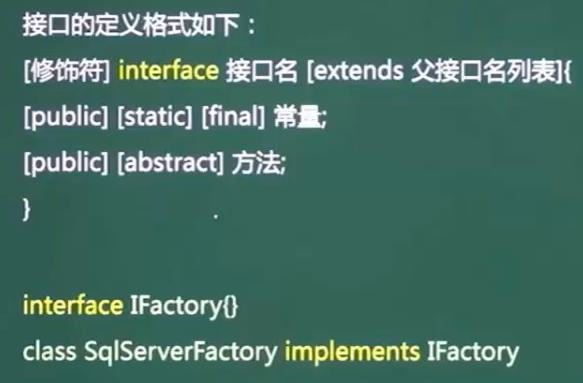 接口的定义格式如下：
[修饰符] interface 接口名 [extends 父接口名列表]{
[public] [static] [final] 常量;
[public] [abstract] 方法;
}
interface IFactory{}
class SqlServerFactory implements IFactory